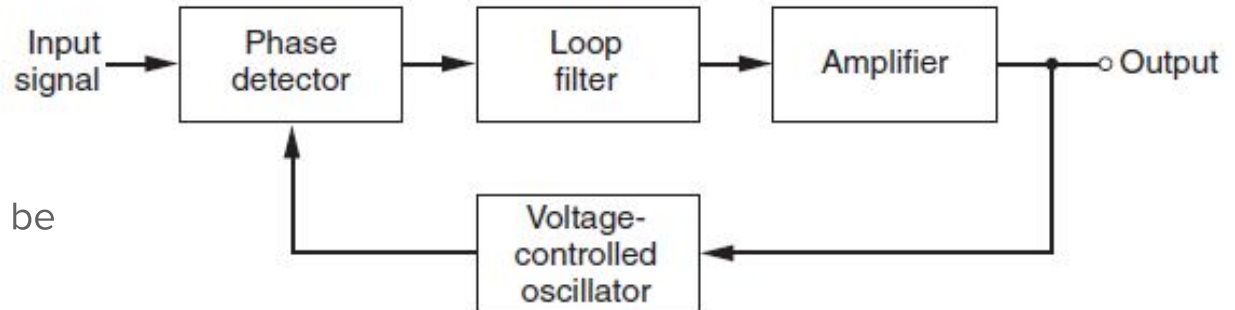 Input
signal
Phase
detector
Loop
filter
Amplifier
Output
be
Voltage-
controlled
oscillator